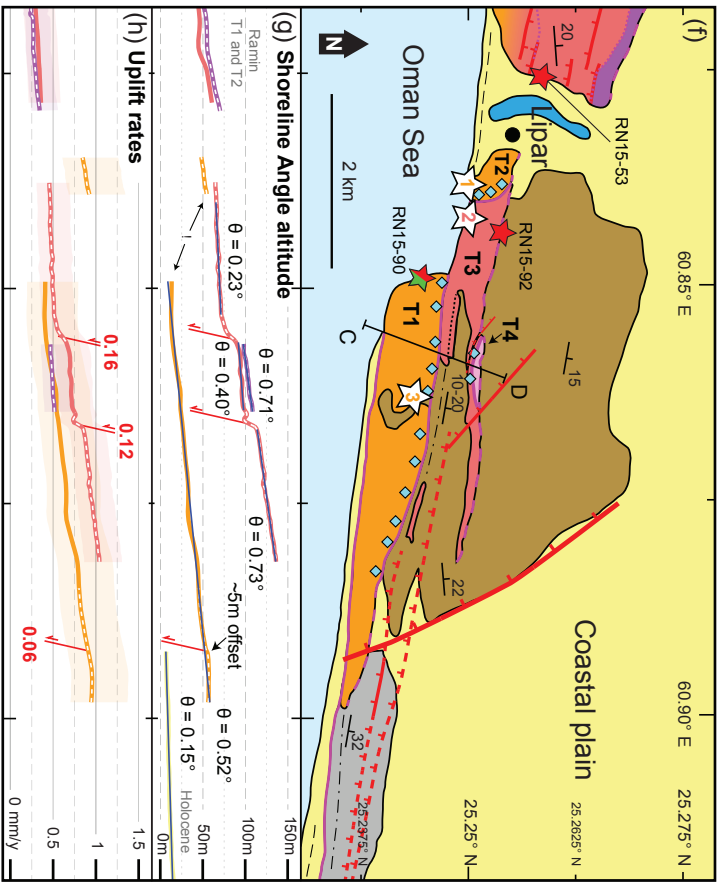 (f)
20
RN15-53
Lipar
T2
1
2
RN15-92
T3
RN15-90
T1
T4
C
D
3
10-20
15
22
32
Oman Sea
Coastal plain
N
2 km
60.85° E
60.90° E
25.275° N
25.2625° N
25.25° N
25.2375° N
(g) Shoreline Angle altitude
Ramin
T1 and T2
!
θ = 0.23°
θ = 0.71°
θ = 0.40°
θ = 0.73°
~5m offset
θ = 0.52°
θ = 0.15°
Holocene
150m
100m
50m
0m
(h) Uplift rates
0.16
0.12
0.06
1.5
1
0.5
0 mm/y